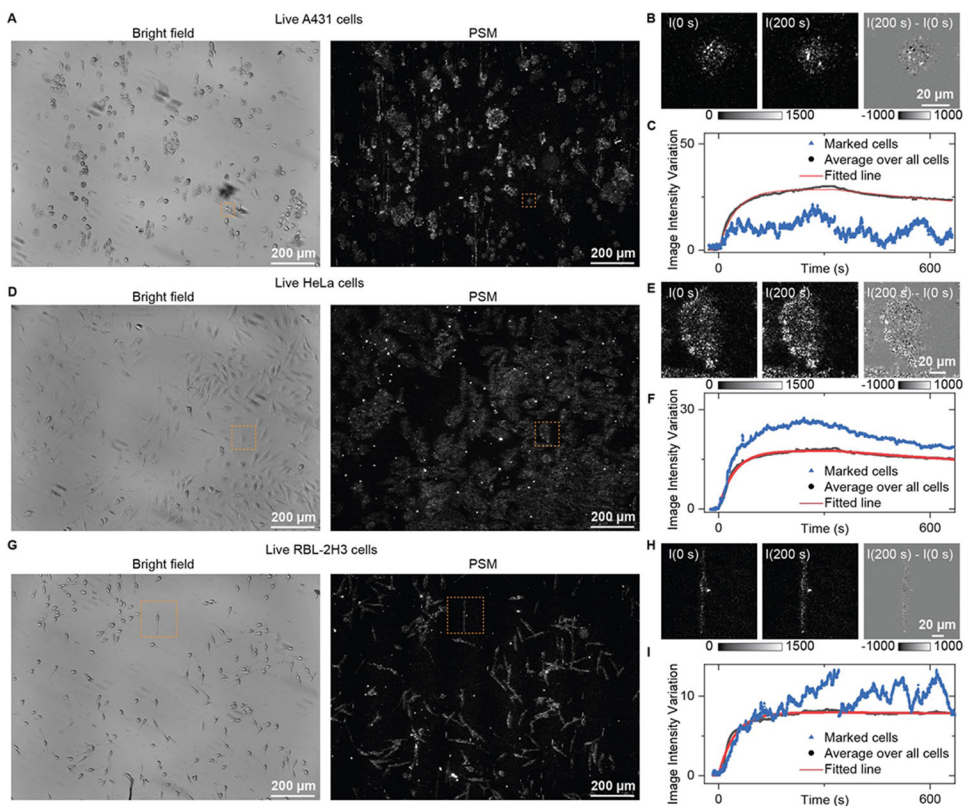 A
Live A431 cells
Bright field
PSM
200 µm
200 µm
B
I(0 s)
I(200 s)
I(200 s) - I(0 s)
20 µm
0
1500
-1000
1000
C
Image Intensity Variation
50
0
Marked cells
Average over all cells
Fitted line
0
600
Time (s)
D
Live HeLa cells
Bright field
PSM
200 µm
200 µm
E
I(0 s)
I(200 s)
I(200 s) - I(0 s)
20 µm
0
1500
-1000
1000
F
Image Intensity Variation
30
0
Marked cells
Average over all cells
Fitted line
0
600
Time (s)
G
Live RBL-2H3 cells
Bright field
PSM
200 µm
200 µm
H
I(0 s)
I(200 s)
I(200 s) - I(0 s)
20 µm
0
1500
-1000
1000
I
Image Intensity Variation
10
0
Marked cells
Average over all cells
Fitted line
0
600
Time (s)